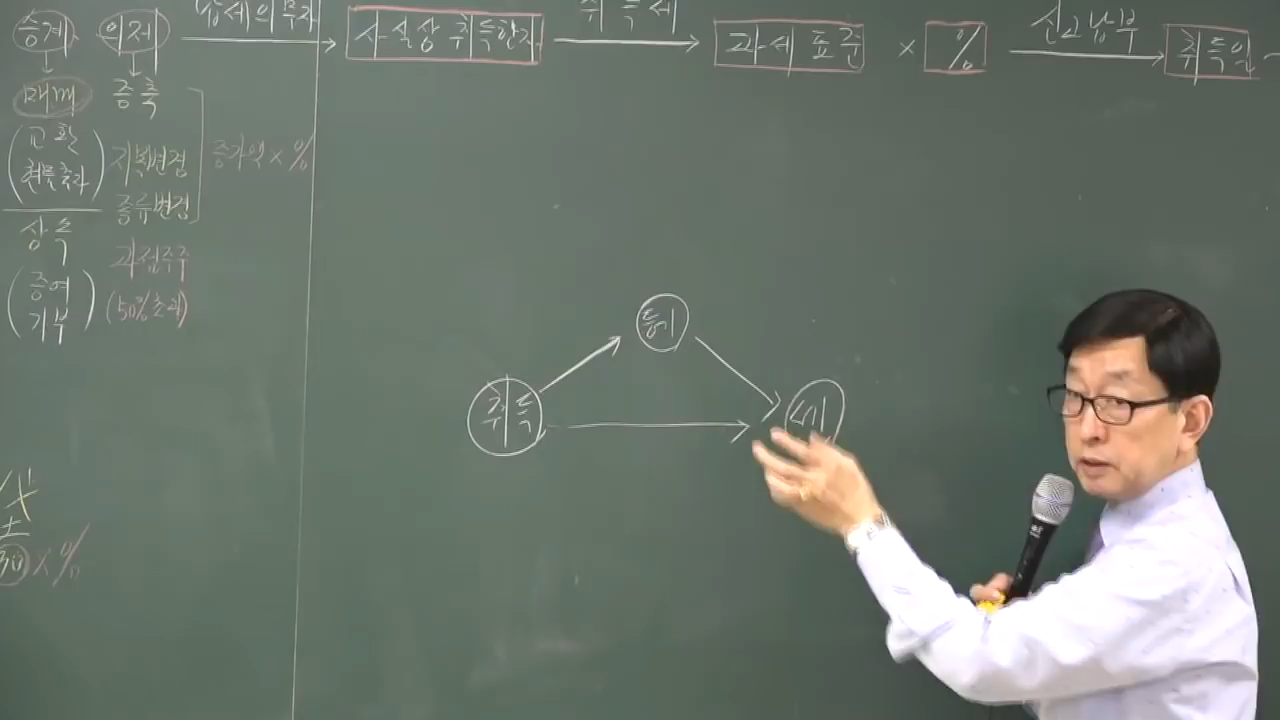 승계 의제 납세의무자 사실상 취득한자 취득세 과세표준 × % 신고납부 취득일
매매 증축
(교환 지목변경 증가액×%
현물출자) 종류변경
상속 과점주주
(증여 (50%초과)
기부)
등기
취득 세
×%